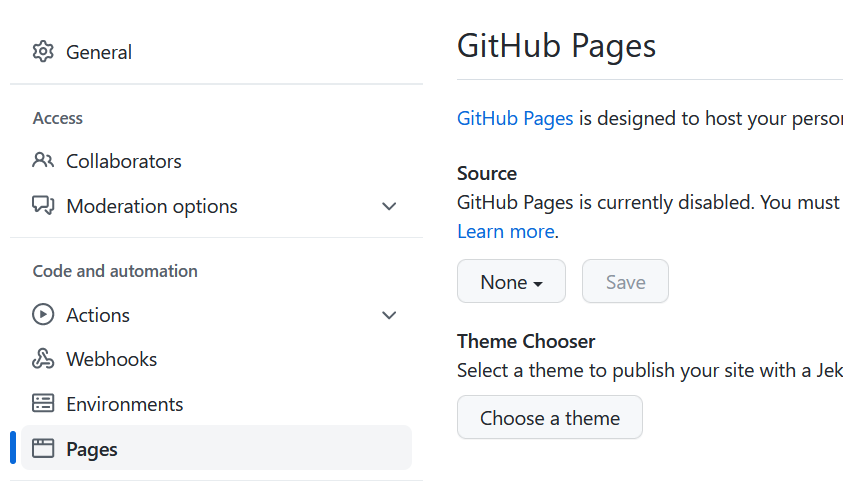 General
Access
Collaborators
Moderation options
Code and automation
Actions
Webhooks
Environments
Pages
GitHub Pages
GitHub Pages is designed to host your person
Source
GitHub Pages is currently disabled. You must
Learn more.
None
Save
Theme Chooser
Select a theme to publish your site with a Jek
Choose a theme